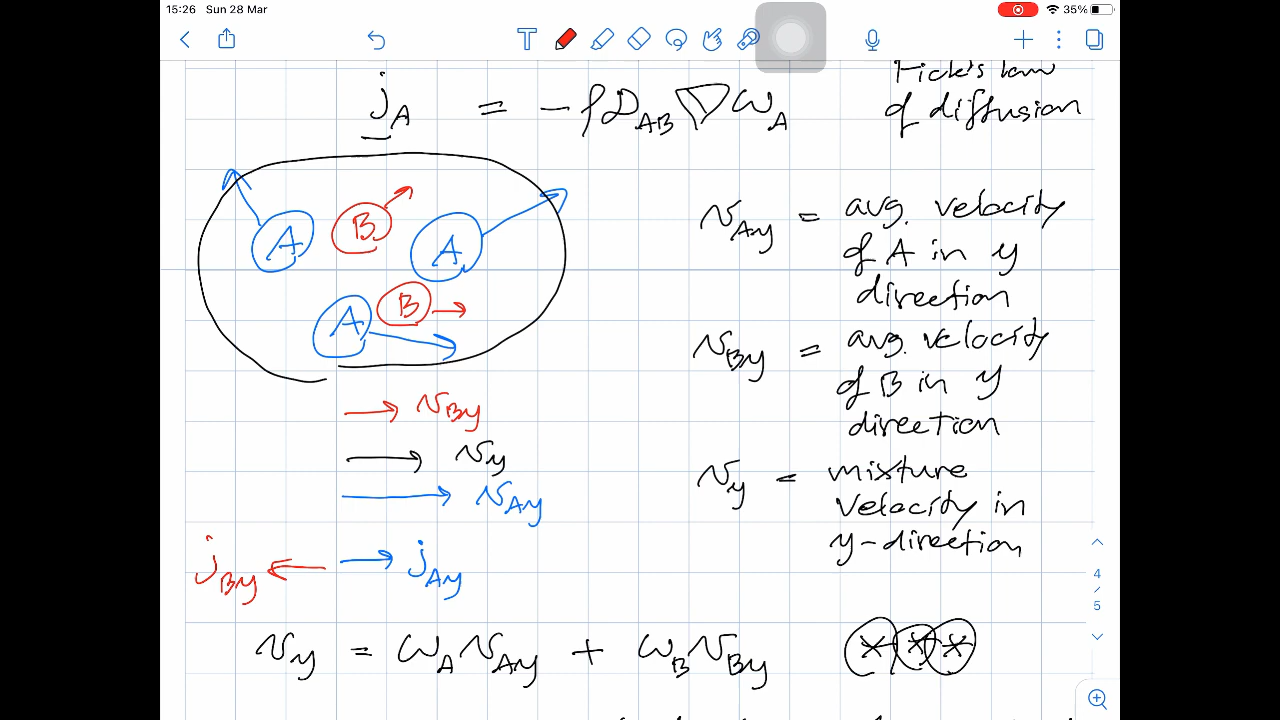 15:26 Sun 28 Mar
35%
j_A = -ρD_AB ∇ω_A
Fick's law
of diffusion
A B A
A B
v_Ay = avg. velocity
of A in y
direction
v_By = avg. velocity
of B in y
direction
v_By
v_y
v_Ay
v_y = mixture
velocity in
y-direction
j_By j_Ay
4
/
5
v_y = ω_A v_Ay + ω_B v_By ***